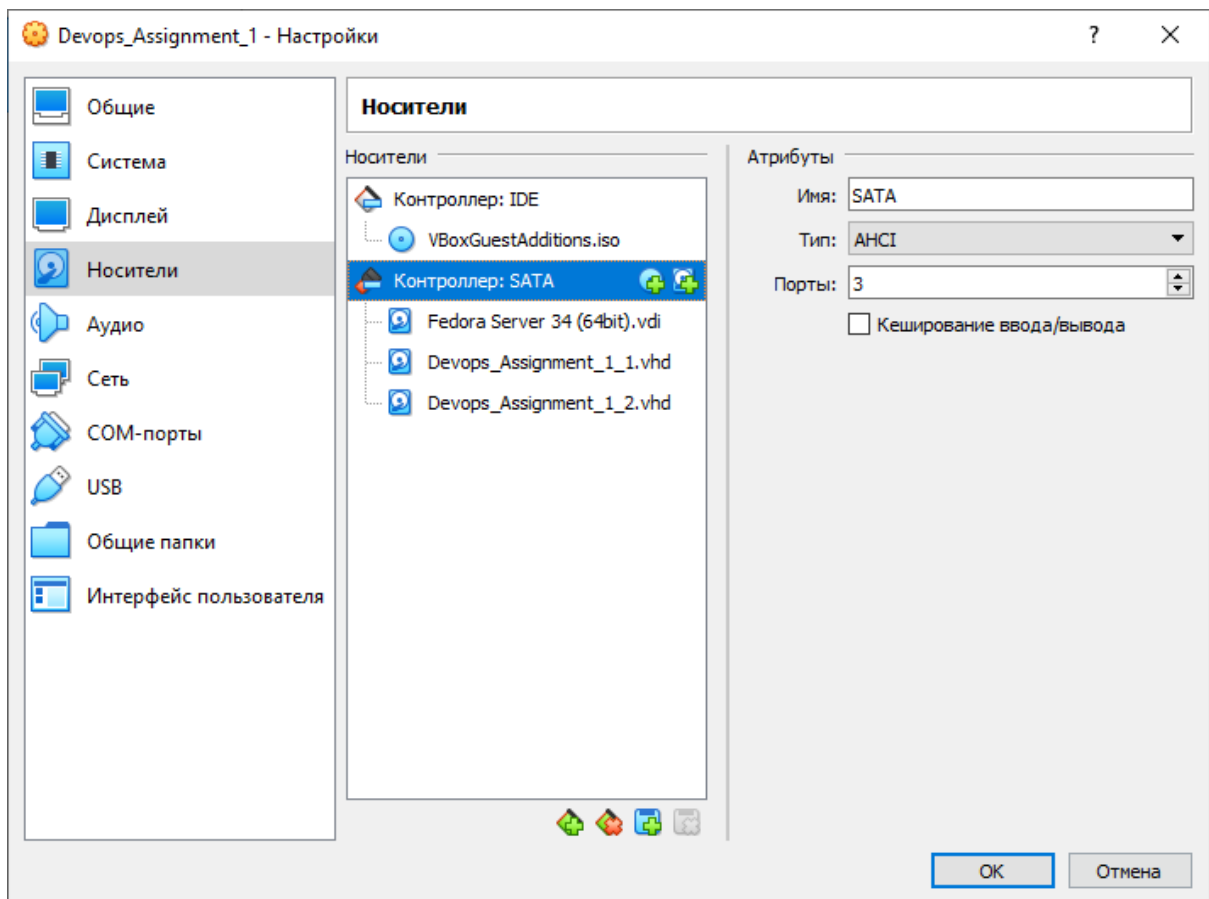 Devops_Assignment_1 - Настройки
?
Общие
Система
Дисплей
Носители
Аудио
Сеть
COM-порты
USB
Общие папки
Интерфейс пользователя
Носители
Носители
Контроллер: IDE
VBoxGuestAdditions.iso
Контроллер: SATA
Fedora Server 34 (64bit).vdi
Devops_Assignment_1_1.vhd
Devops_Assignment_1_2.vhd
Атрибуты
Имя: SATA
Тип: AHCI
Порты: 3
Кеширование ввода/вывода
OK
Отмена